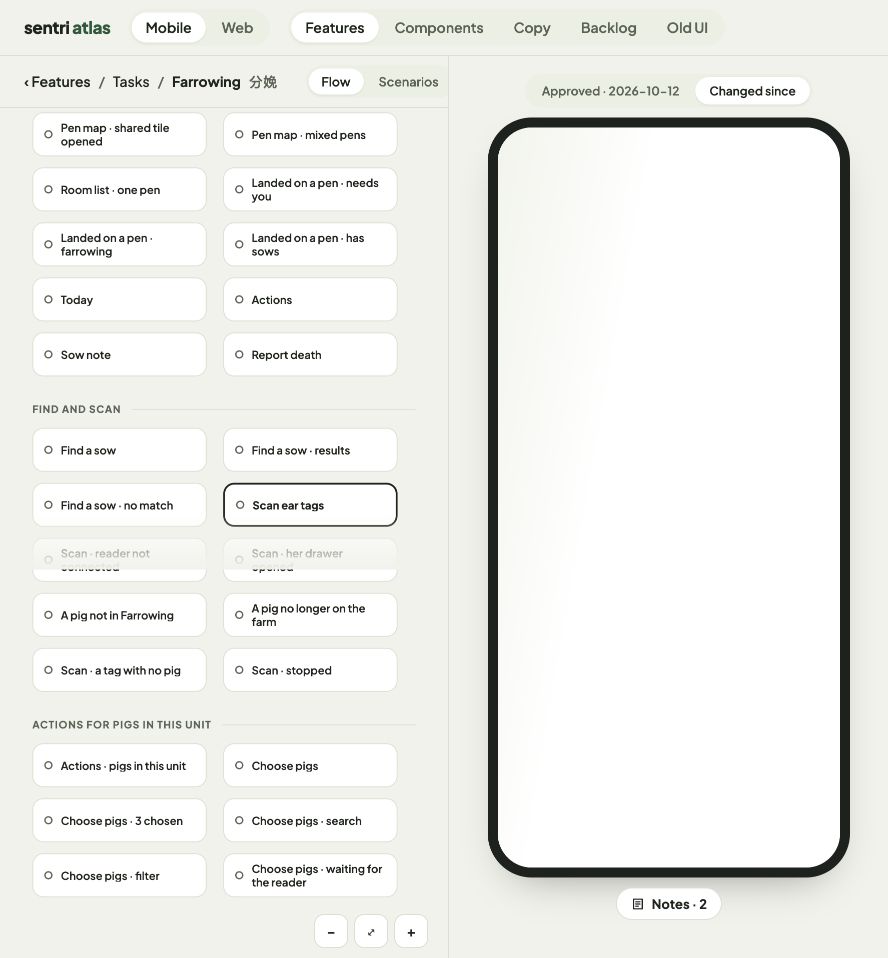 sentri atlas
Mobile
Web
Features
Components
Copy
Backlog
Old UI
‹ Features / Tasks / Farrowing 分娩
Flow
Scenarios
Approved · 2026-10-12
Changed since
Pen map · shared tile
opened
Pen map · mixed pens
Room list · one pen
Landed on a pen · needs
you
Landed on a pen ·
farrowing
Landed on a pen · has
sows
Today
Actions
Sow note
Report death
FIND AND SCAN
Find a sow
Find a sow · results
Find a sow · no match
Scan ear tags
Scan · reader not
connected
Scan · her drawer
opened
A pig not in Farrowing
A pig no longer on the
farm
Scan · a tag with no pig
Scan · stopped
ACTIONS FOR PIGS IN THIS UNIT
Actions · pigs in this unit
Choose pigs
Choose pigs · 3 chosen
Choose pigs · search
Choose pigs · filter
Choose pigs · waiting for
the reader
Notes · 2